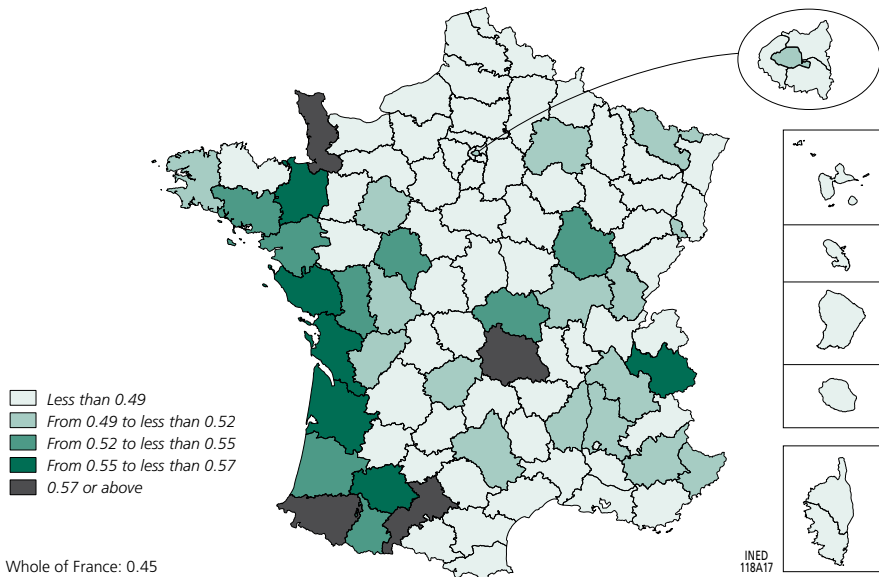 Less than 0.49
From 0.49 to less than 0.52
From 0.52 to less than 0.55
From 0.55 to less than 0.57
0.57 or above
Whole of France: 0.45
INED
118A17